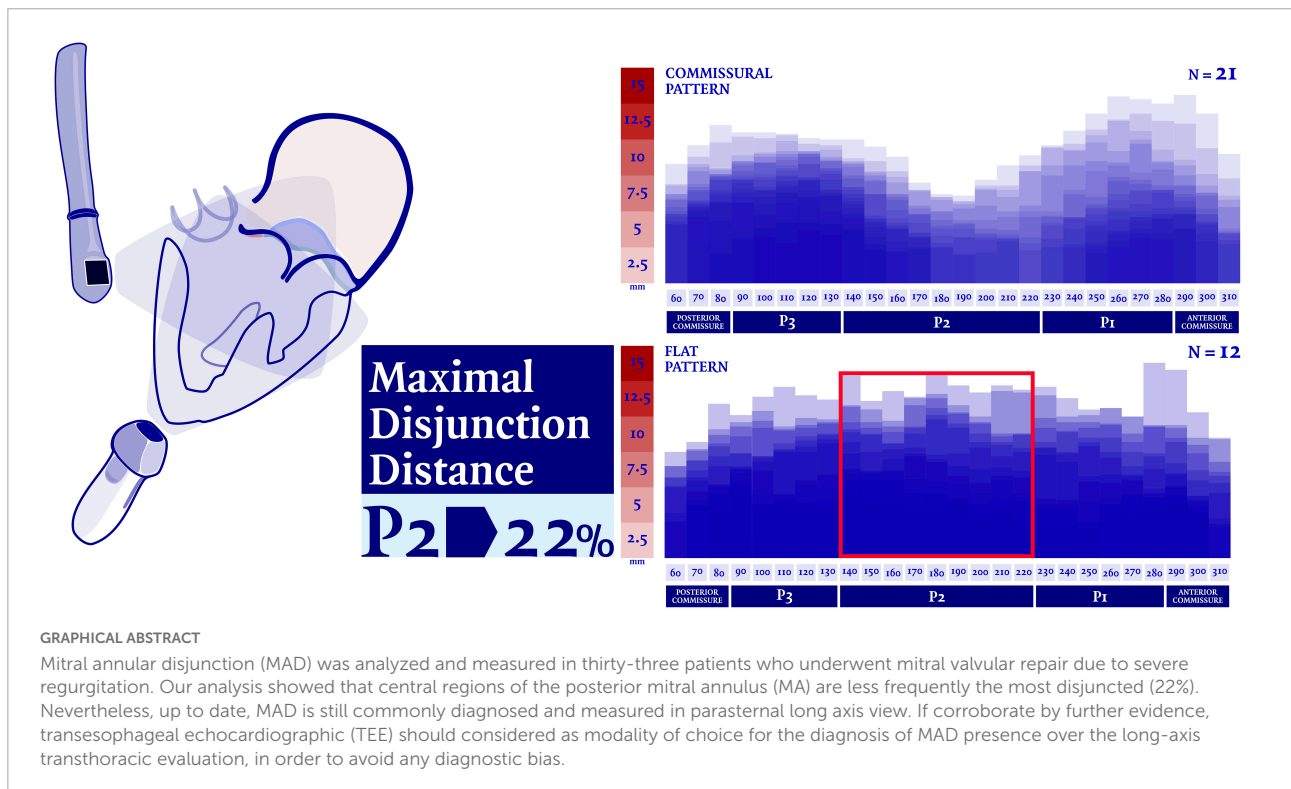 COMMISSURAL
PATTERN
N = 21
15
12.5
10
7.5
5
2.5
mm
60 70 80 90 100 110 120 130 140 150 160 170 180 190 200 210 220 230 240 250 260 270 280 290 300 310
POSTERIOR
COMMISSURE
P3
P2
P1
ANTERIOR
COMMISSURE
Maximal
Disjunction
Distance
P2 22%
FLAT
PATTERN
N = 12
15
12.5
10
7.5
5
2.5
mm
60 70 80 90 100 110 120 130 140 150 160 170 180 190 200 210 220 230 240 250 260 270 280 290 300 310
POSTERIOR
COMMISSURE
P3
P2
P1
ANTERIOR
COMMISSURE
GRAPHICAL ABSTRACT
Mitral annular disjunction (MAD) was analyzed and measured in thirty-three patients who underwent mitral valvular repair due to severe
regurgitation. Our analysis showed that central regions of the posterior mitral annulus (MA) are less frequently the most disjuncted (22%).
Nevertheless, up to date, MAD is still commonly diagnosed and measured in parasternal long axis view. If corroborate by further evidence,
transesophageal echocardiographic (TEE) should considered as modality of choice for the diagnosis of MAD presence over the long-axis
transthoracic evaluation, in order to avoid any diagnostic bias.